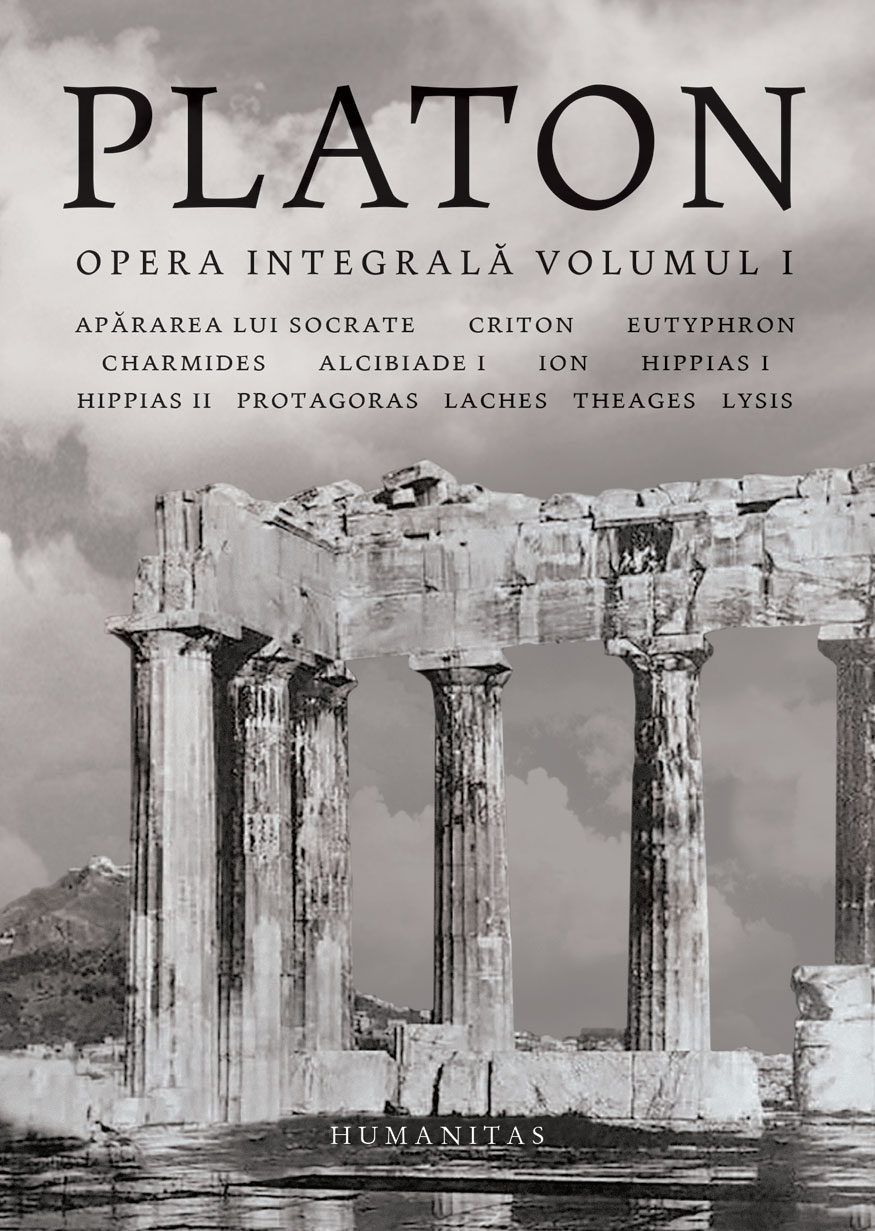 PLATON
OPERA INTEGRALĂ VOLUMUL I
APĂRAREA LUI SOCRATE CRITON EUTYPHRON
CHARMIDES ALCIBIADE I ION HIPPIAS I
HIPPIAS II PROTAGORAS LACHES THEAGES LYSIS
HUMANITAS